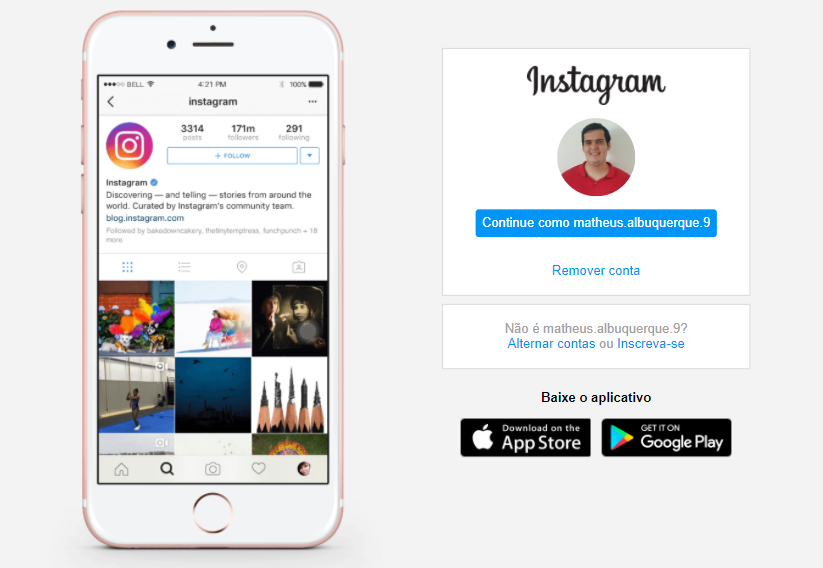 BELL 4:21 PM 100%
instagram
3314 171m 291
posts followers following
+ FOLLOW
Instagram
Discovering — and telling — stories from around the
world. Curated by Instagram's community team.
blog.instagram.com
Followed by bakedowncakery, thetinytemptress, funchpunch + 18
more
Instagram
Continue como matheus.albuquerque.9
Remover conta
Não é matheus.albuquerque.9?
Alternar contas ou Inscreva-se
Baixe o aplicativo
Download on the
App Store
GET IT ON
Google Play